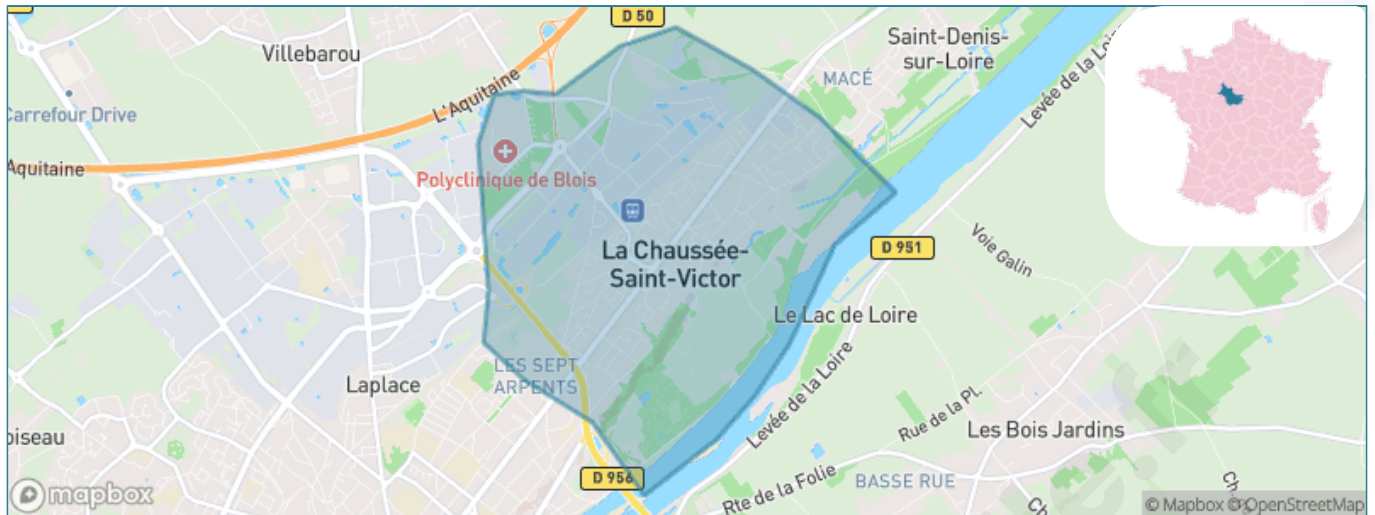 D 50
Villebarou
Saint-Denis-
sur-Loire
MACÉ
L'Aquitaine
Carrefour Drive
Aquitaine
Polyclinique de Blois
Levée de la Loire
La Chaussée-
Saint-Victor
D 951
Voie Galin
Le Lac de Loire
LES SEPT
ARPENTS
Laplace
Levée de la Loire
Rue de la Pl.
Les Bois Jardins
oiseau
D 956
Rte de la Folie
BASSE RUE
Ch
Ch
mapbox
© Mapbox © OpenStreetMap